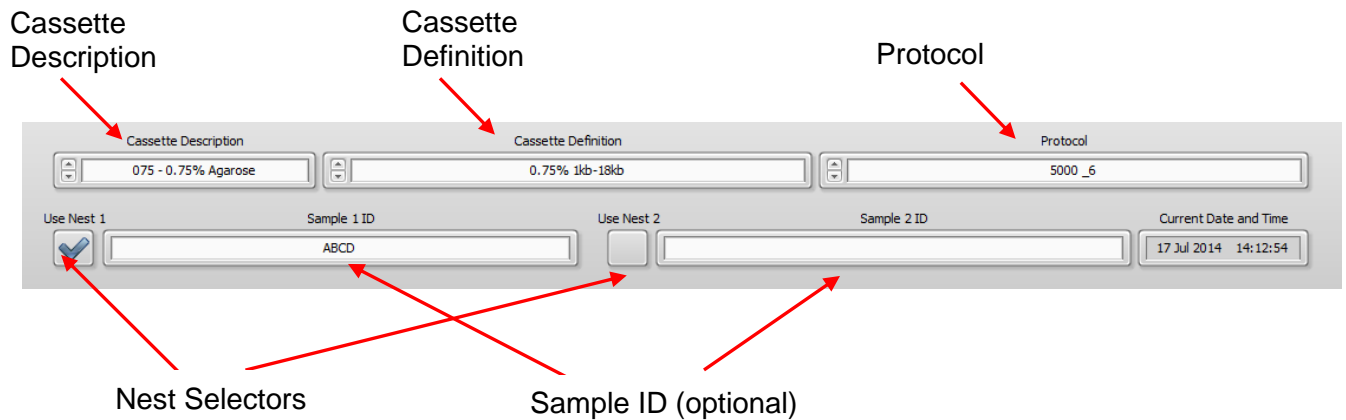 Cassette
Description
Cassette
Definition
Protocol
Cassette Description
Cassette Definition
Protocol
075 - 0.75% Agarose
0.75% 1kb-18kb
5000 _6
Use Nest 1
Sample 1 ID
Use Nest 2
Sample 2 ID
Current Date and Time
ABCD
17 Jul 2014 14:12:54
Nest Selectors
Sample ID (optional)